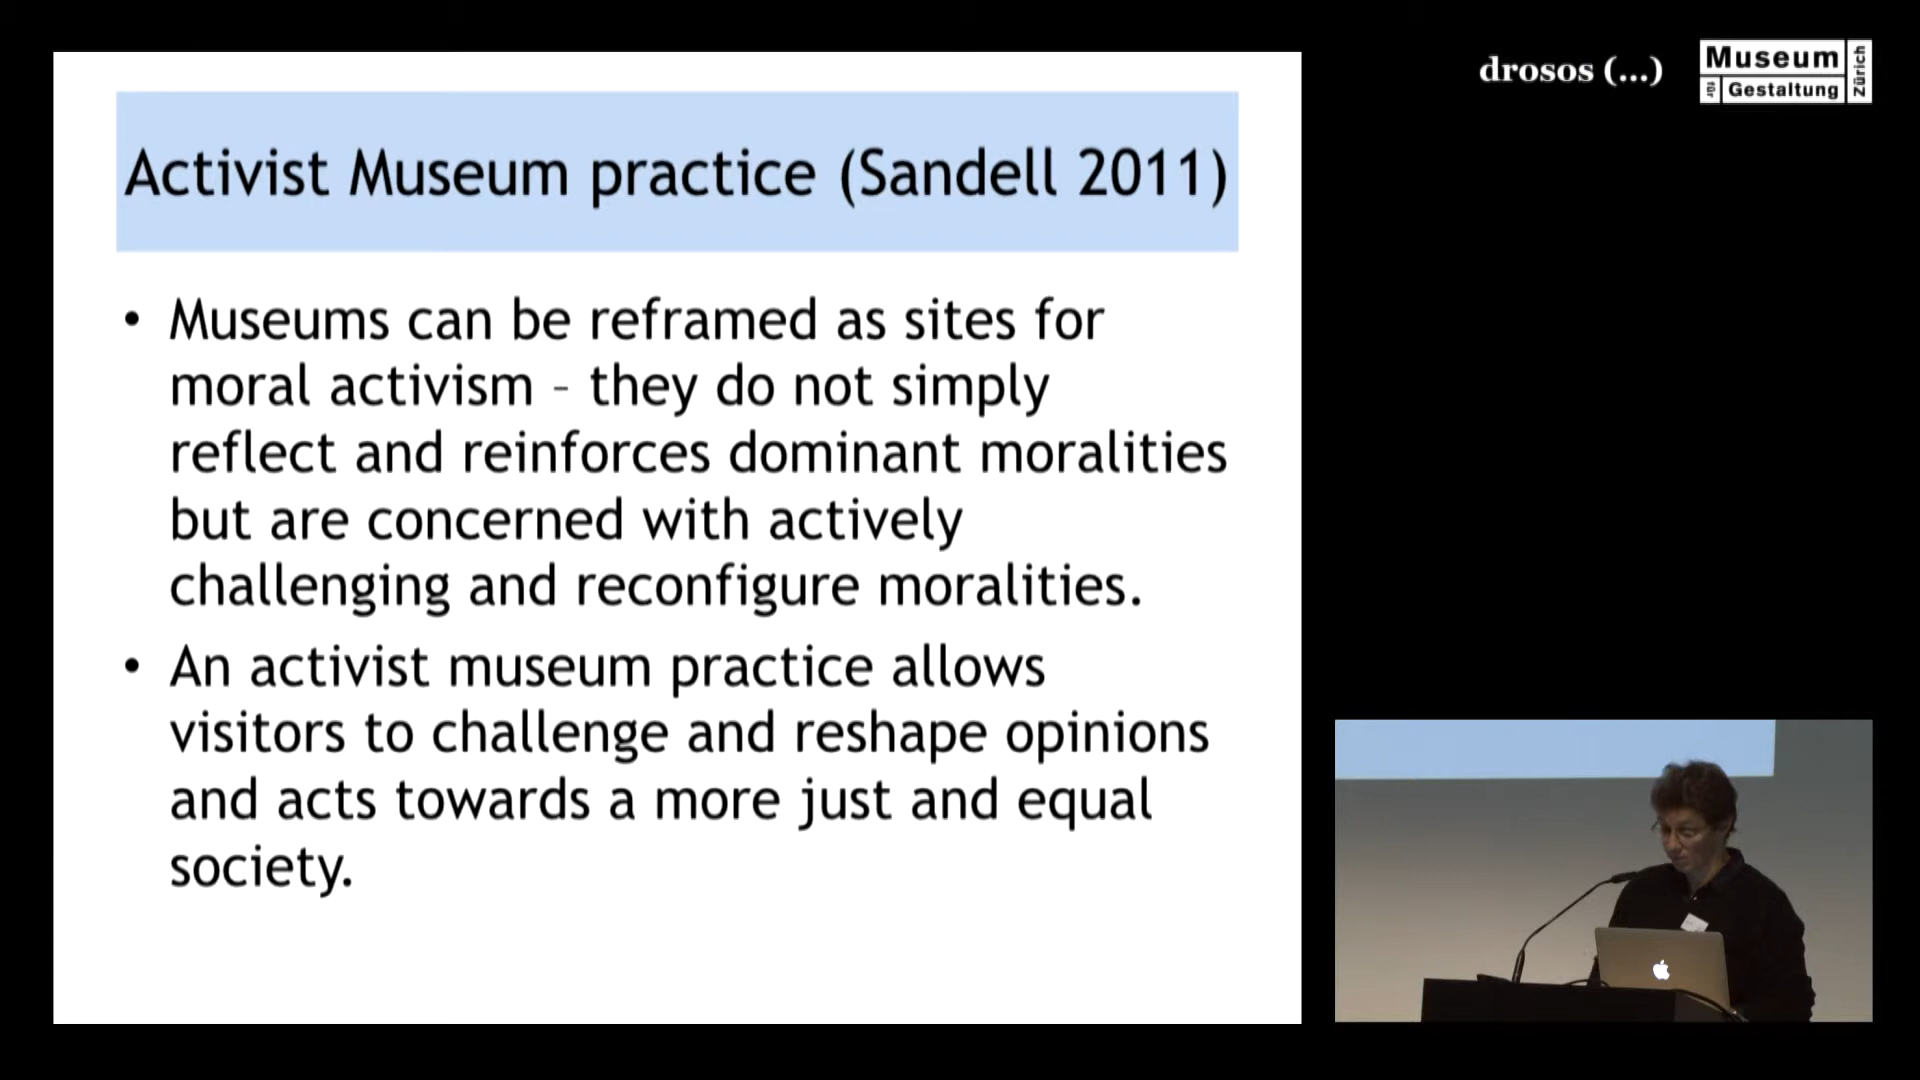 Activist Museum practice (Sandell 2011)
• Museums can be reframed as sites for
moral activism – they do not simply
reflect and reinforces dominant moralities
but are concerned with actively
challenging and reconfigure moralities.
• An activist museum practice allows
visitors to challenge and reshape opinions
and acts towards a more just and equal
society.
drosos (...)
Museum
für Gestaltung
Zürich